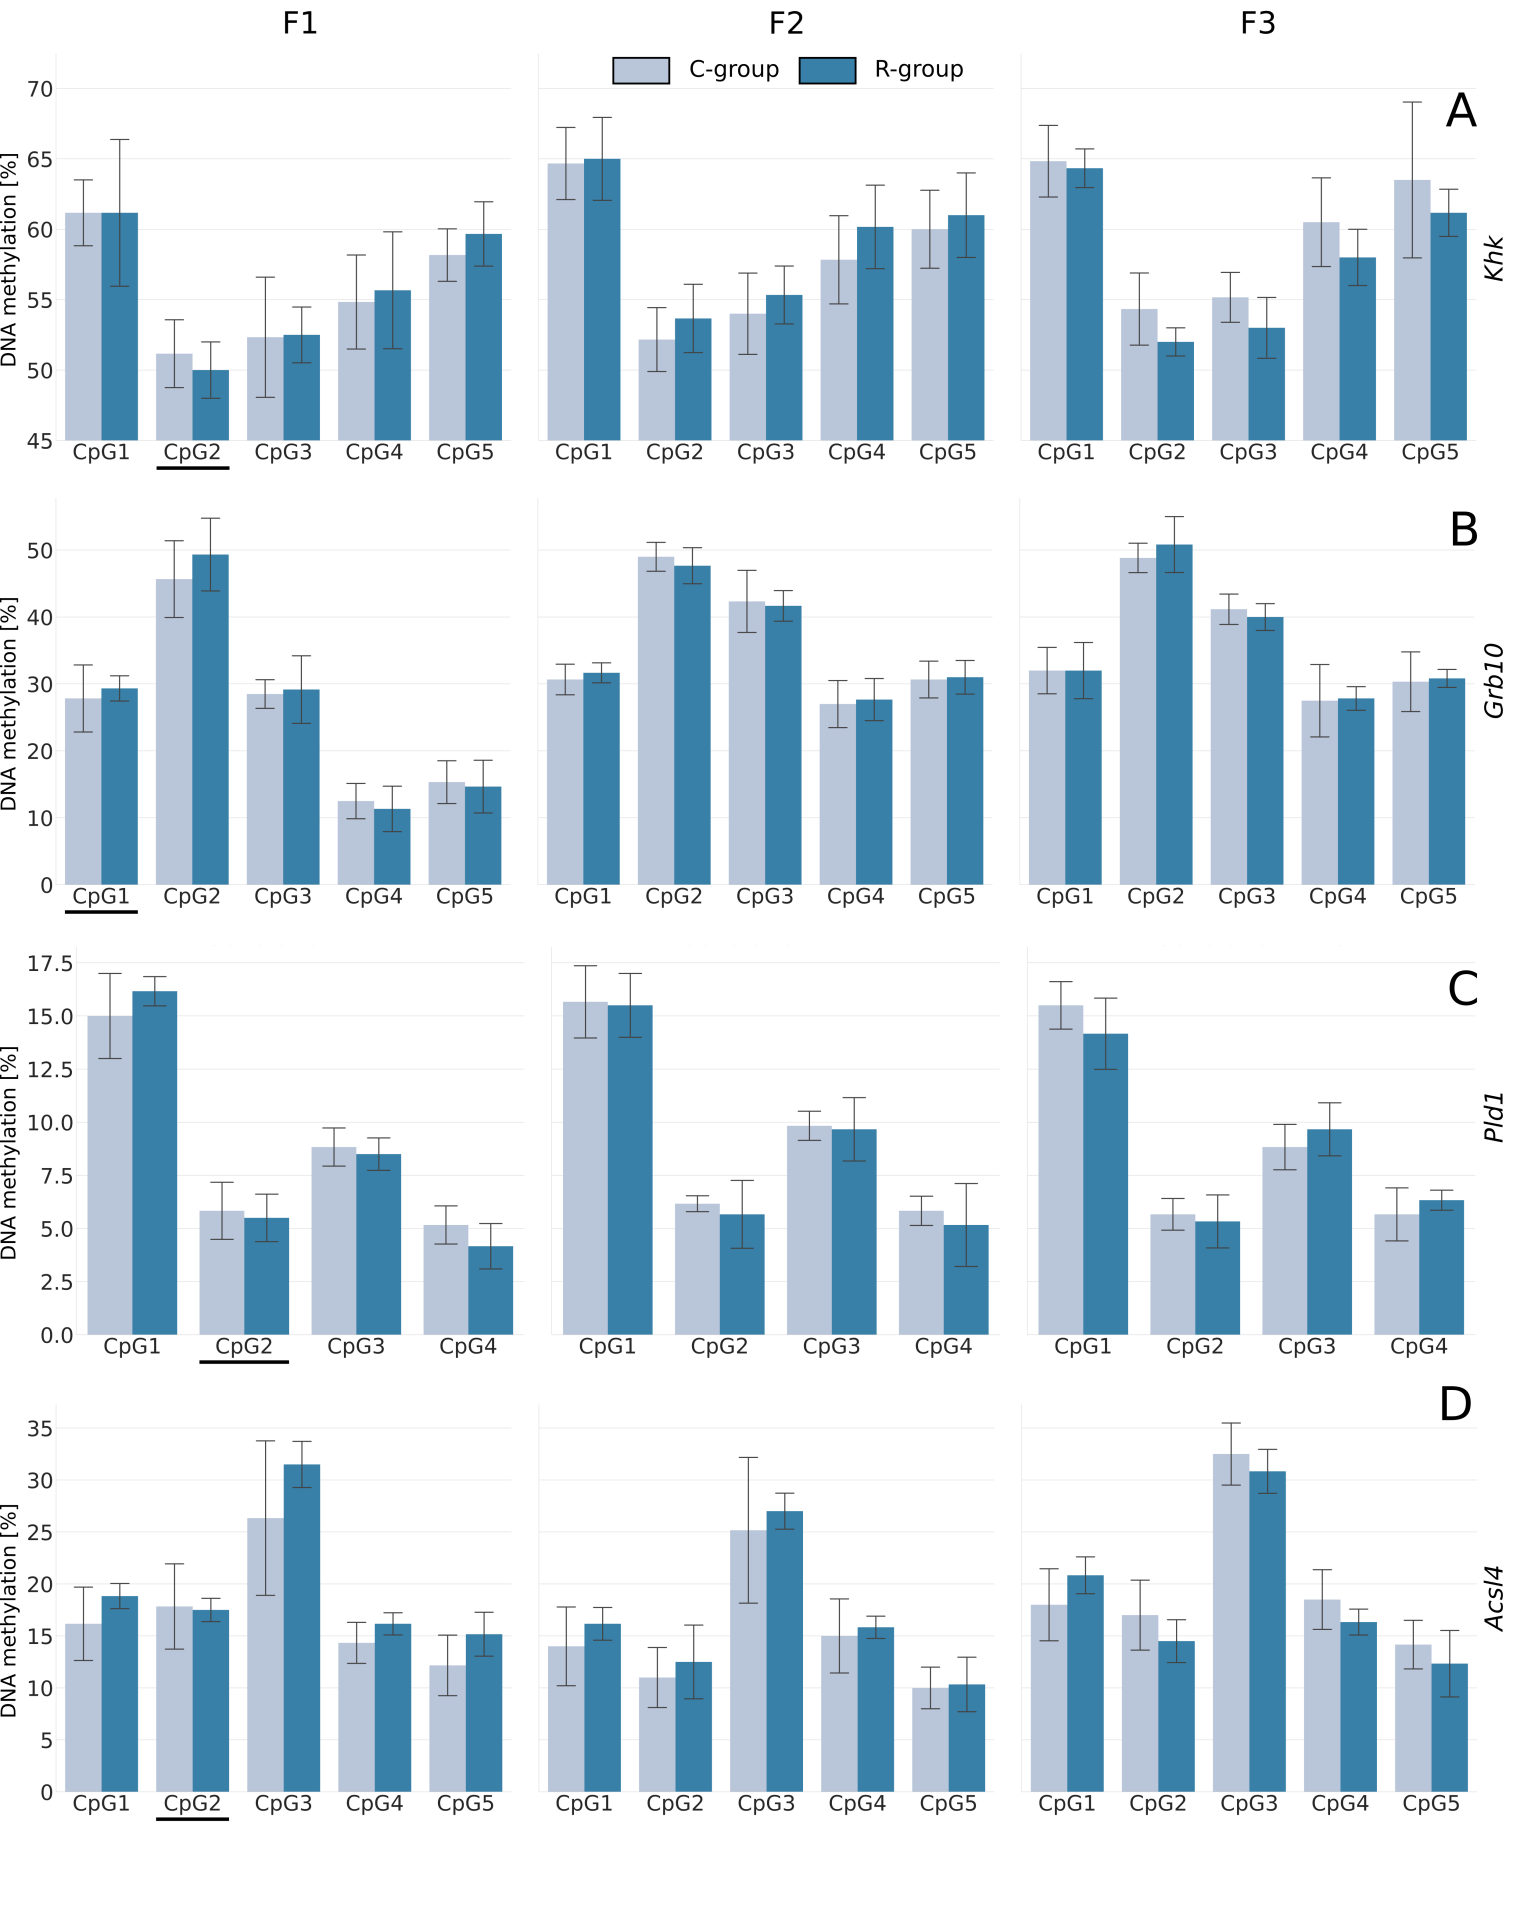 F1 F2 F3
C-group R-group
A
DNA methylation [%]
70
65
60
55
50
45
CpG1 CpG2 CpG3 CpG4 CpG5
CpG1 CpG2 CpG3 CpG4 CpG5
CpG1 CpG2 CpG3 CpG4 CpG5
Khk
B
DNA methylation [%]
50
40
30
20
10
0
CpG1 CpG2 CpG3 CpG4 CpG5
CpG1 CpG2 CpG3 CpG4 CpG5
CpG1 CpG2 CpG3 CpG4 CpG5
Grb10
C
DNA methylation [%]
17.5
15.0
12.5
10.0
7.5
5.0
2.5
0.0
CpG1 CpG2 CpG3 CpG4
CpG1 CpG2 CpG3 CpG4
CpG1 CpG2 CpG3 CpG4
Pld1
D
DNA methylation [%]
35
30
25
20
15
10
5
0
CpG1 CpG2 CpG3 CpG4 CpG5
CpG1 CpG2 CpG3 CpG4 CpG5
CpG1 CpG2 CpG3 CpG4 CpG5
Acsl4